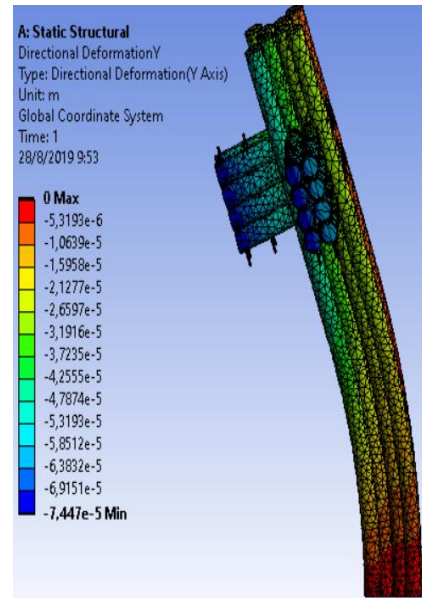 A: Static Structural
Directional DeformationY
Type: Directional Deformation(Y Axis)
Unit: m
Global Coordinate System
Time: 1
28/8/2019 9:53
0 Max
-5,3193e-6
-1,0639e-5
-1,5958e-5
-2,1277e-5
-2,6597e-5
-3,1916e-5
-3,7235e-5
-4,2555e-5
-4,7874e-5
-5,3193e-5
-5,8512e-5
-6,3832e-5
-6,9151e-5
-7,447e-5 Min